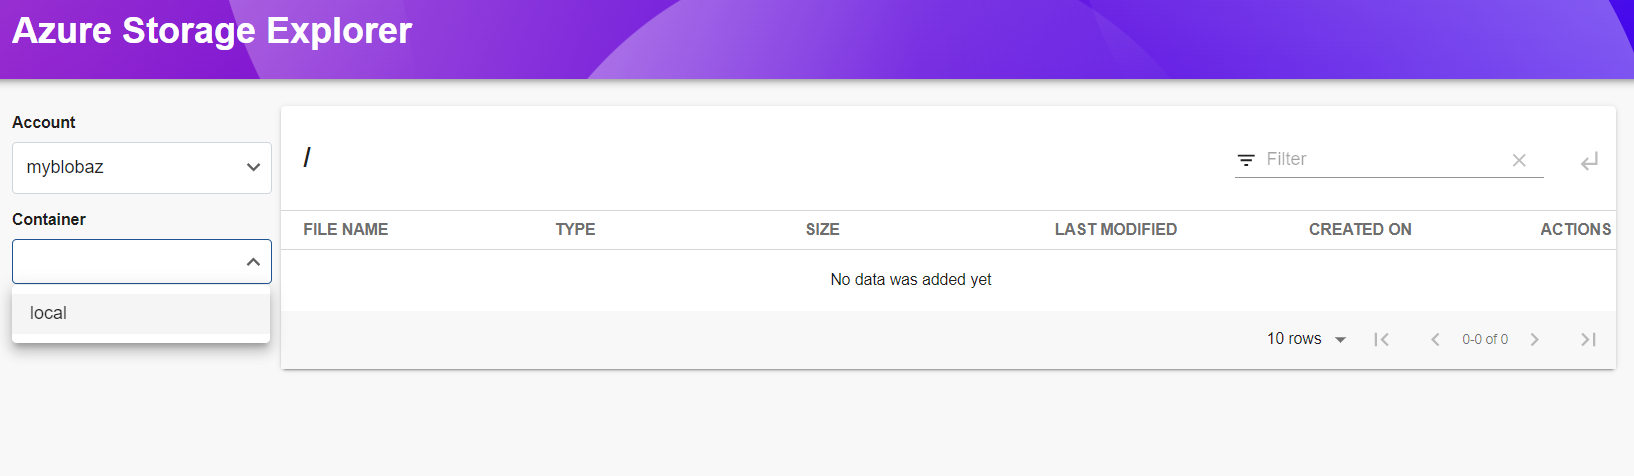 Azure Storage Explorer
Account
myblobaz
Container
local
/
Filter
FILE NAME TYPE SIZE LAST MODIFIED CREATED ON ACTIONS
No data was added yet
10 rows 0-0 of 0